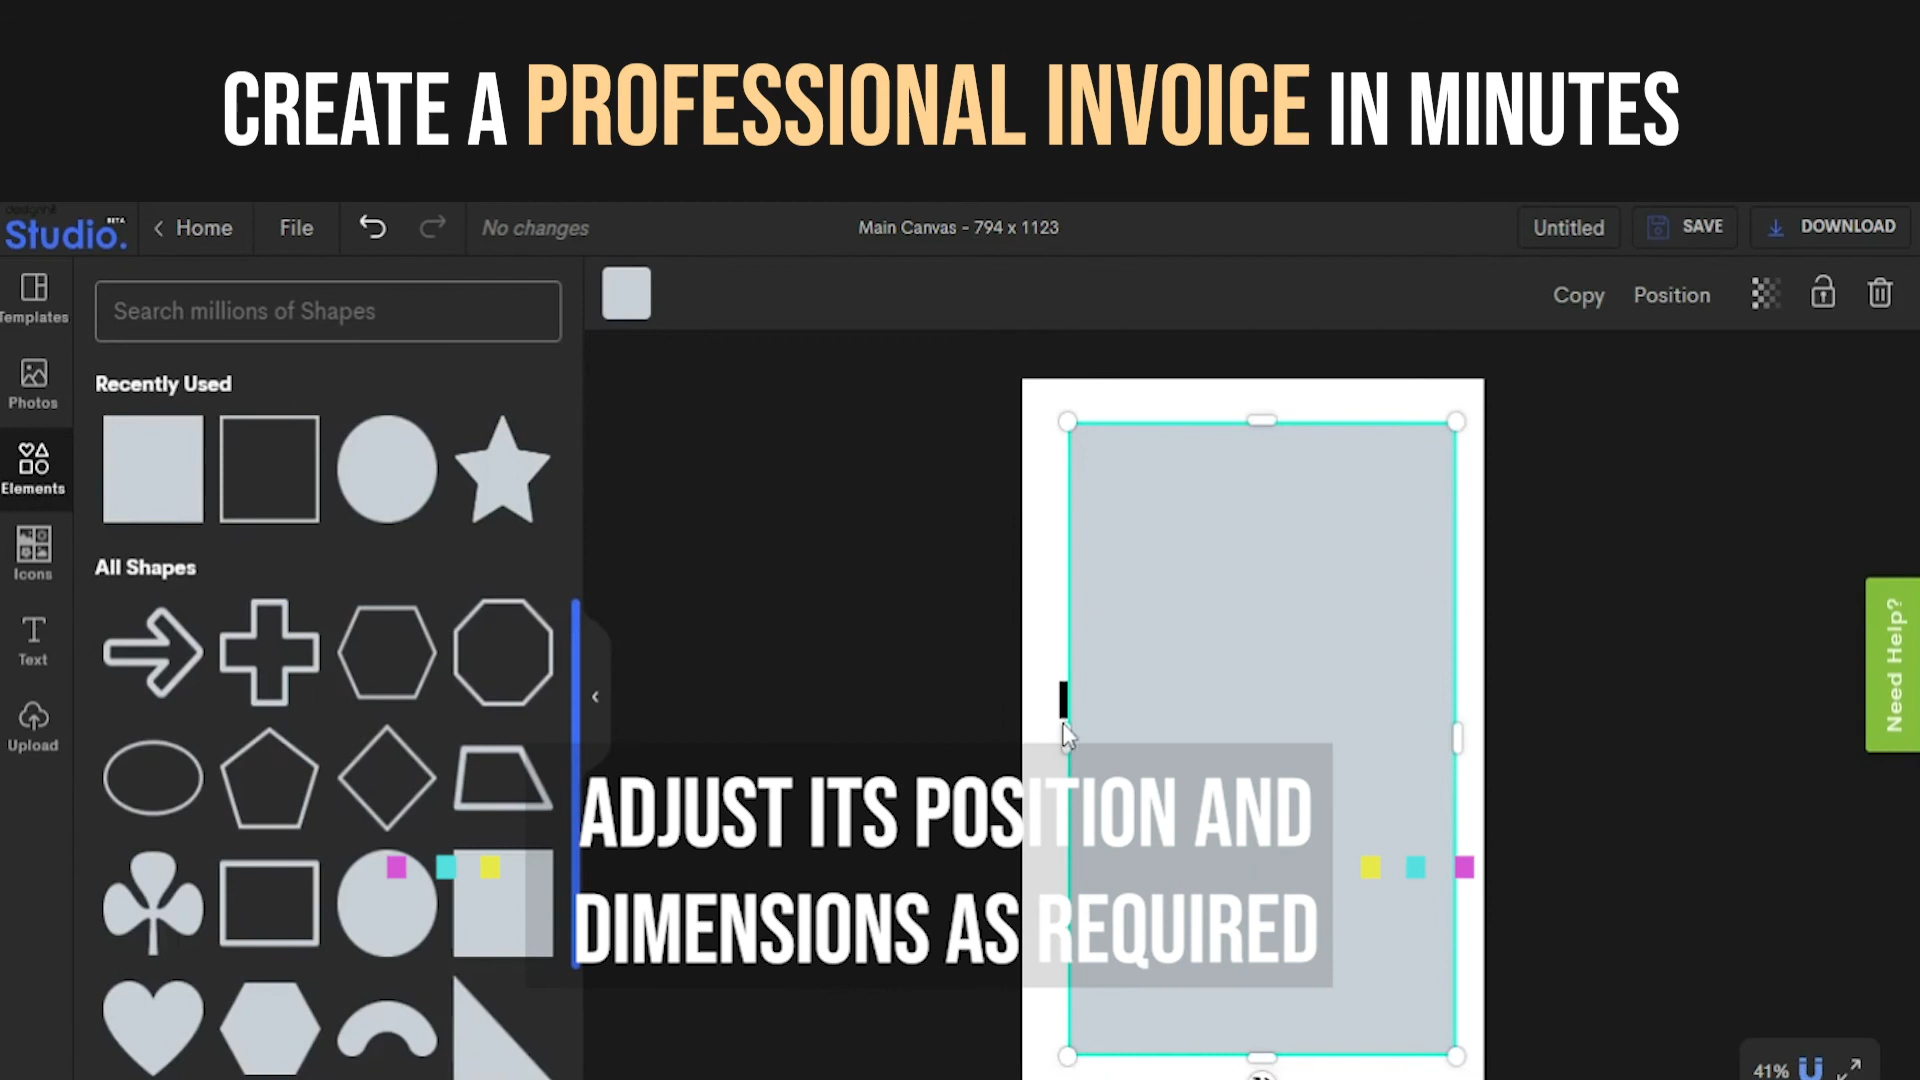 CREATE A PROFESSIONAL INVOICE IN MINUTES
designhill
Studio. BETA
Home
File
No changes
Main Canvas - 794 x 1123
Untitled
SAVE
DOWNLOAD
Templates
Photos
Elements
Icons
Text
Upload
Search millions of Shapes
Recently Used
All Shapes
Copy
Position
Need Help?
ADJUST ITS POSITION AND
DIMENSIONS AS REQUIRED
41%